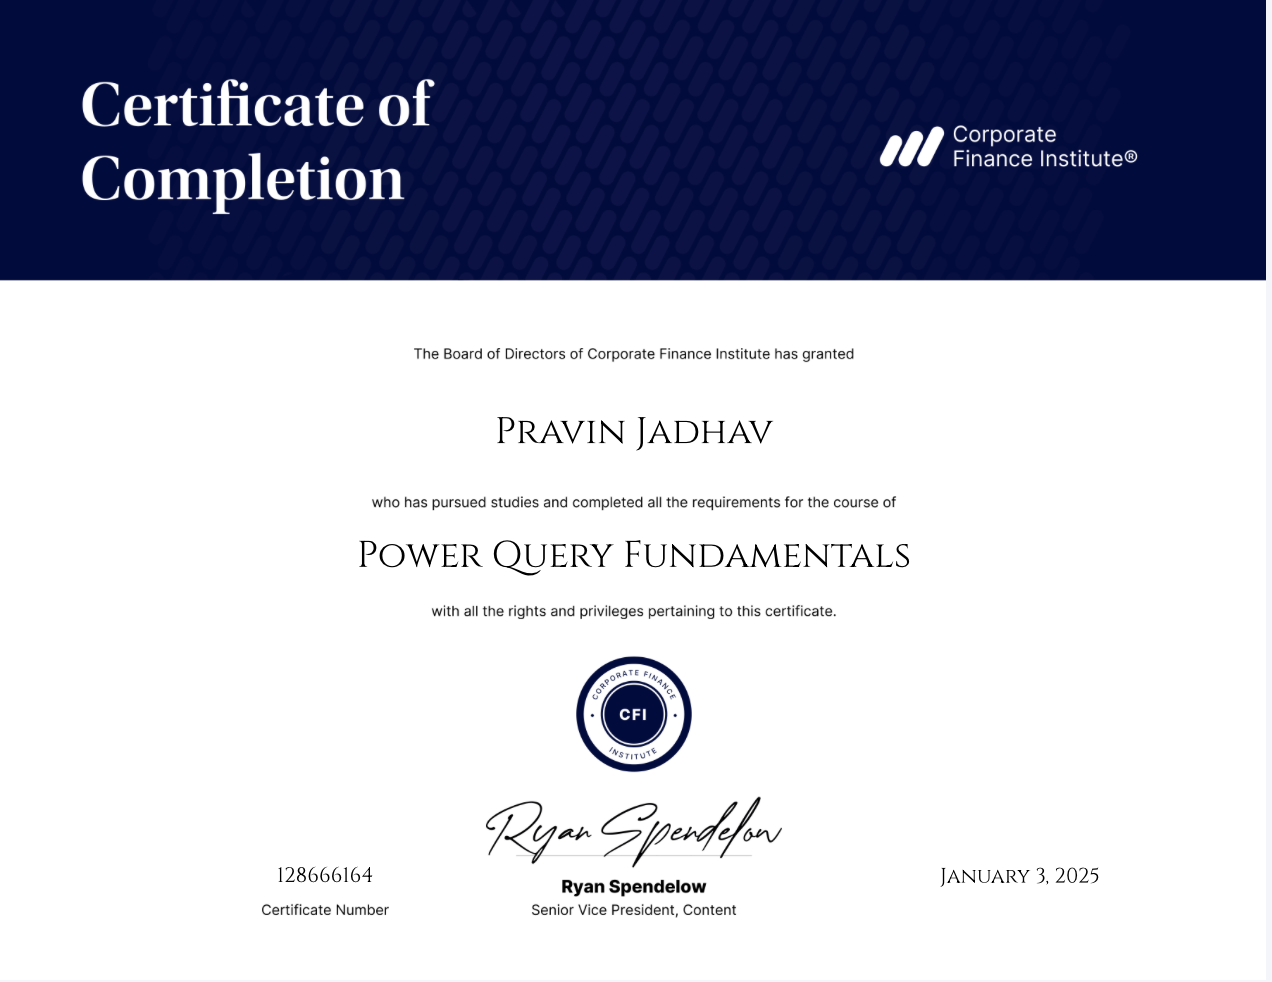 Certificate of
Completion
Corporate
Finance Institute®
The Board of Directors of Corporate Finance Institute has granted
Pravin Jadhav
who has pursued studies and completed all the requirements for the course of
Power Query Fundamentals
with all the rights and privileges pertaining to this certificate.
CORPORATE FINANCE
CFI
INSTITUTE
Ryan Spendelow
128666164
Ryan Spendelow
January 3, 2025
Certificate Number
Senior Vice President, Content